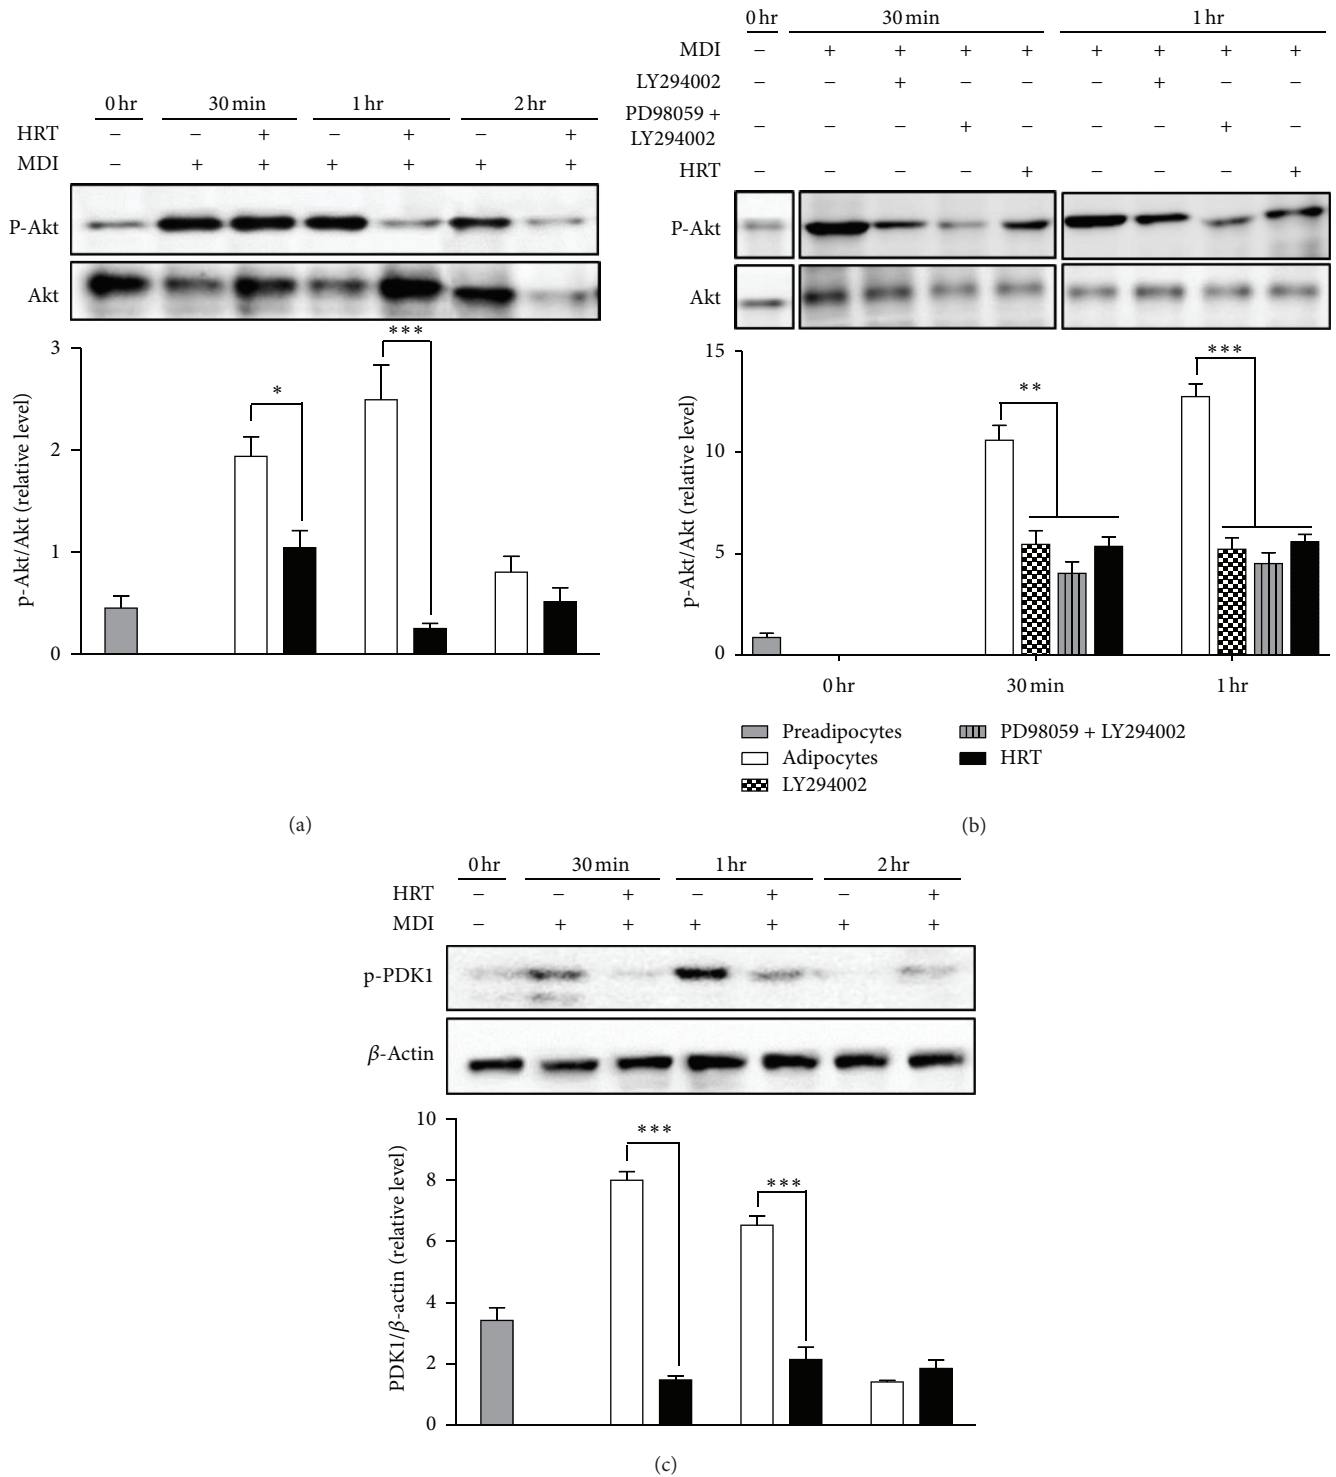 0 hr 30 min 1 hr 2 hr
HRT − − + − + − +
MDI − + + + + + +
P-Akt
Akt
***
*
3
2
1
0
p-Akt/Akt (relative level)
(a)
0 hr 30 min 1 hr
MDI − + + + + + + + +
LY294002 − − + − − − + − −
PD98059 +
LY294002 − − − + − − − + −
HRT − − − − + − − − +
P-Akt
Akt
**
***
15
10
5
0
p-Akt/Akt (relative level)
0 hr 30 min 1 hr
Preadipocytes
Adipocytes
LY294002
PD98059 + LY294002
HRT
(b)
0 hr 30 min 1 hr 2 hr
HRT − − + − + − +
MDI − + + + + + +
p-PDK1
β-Actin
***
***
10
8
6
4
2
0
PDK1/β-actin (relative level)
(c)